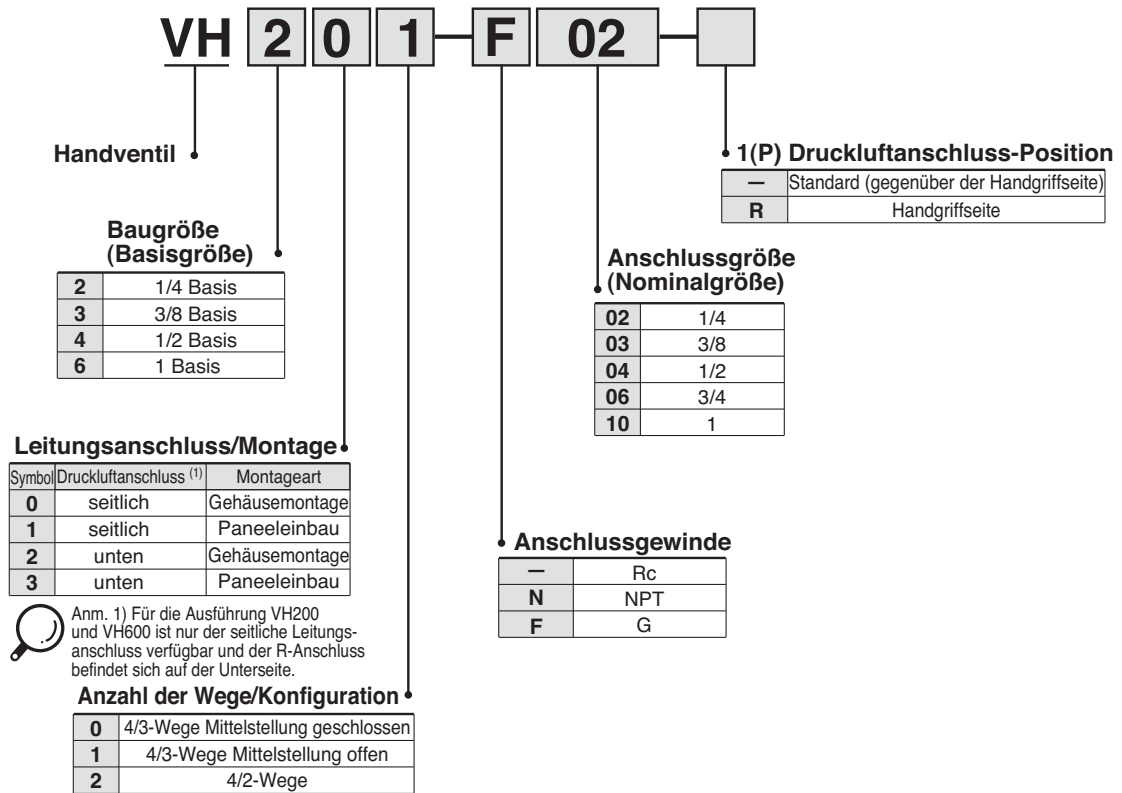 VH 2 0 1 – F 02 –
Handventil
1(P) Druckluftanschluss-Position
– Standard (gegenüber der Handgriffseite)
R Handgriffseite
Baugröße
(Basisgröße)
2 1/4 Basis
3 3/8 Basis
4 1/2 Basis
6 1 Basis
Anschlussgröße
(Nominalgröße)
02 1/4
03 3/8
04 1/2
06 3/4
10 1
Leitungsanschluss/Montage
Symbol Druckluftanschluss (1) Montageart
0 seitlich Gehäusemontage
1 seitlich Paneeleinbau
2 unten Gehäusemontage
3 unten Paneeleinbau
Anm. 1) Für die Ausführung VH200
und VH600 ist nur der seitliche Leitungs-
anschluss verfügbar und der R-Anschluss
befindet sich auf der Unterseite.
Anschlussgewinde
– Rc
N NPT
F G
Anzahl der Wege/Konfiguration
0 4/3-Wege Mittelstellung geschlossen
1 4/3-Wege Mittelstellung offen
2 4/2-Wege